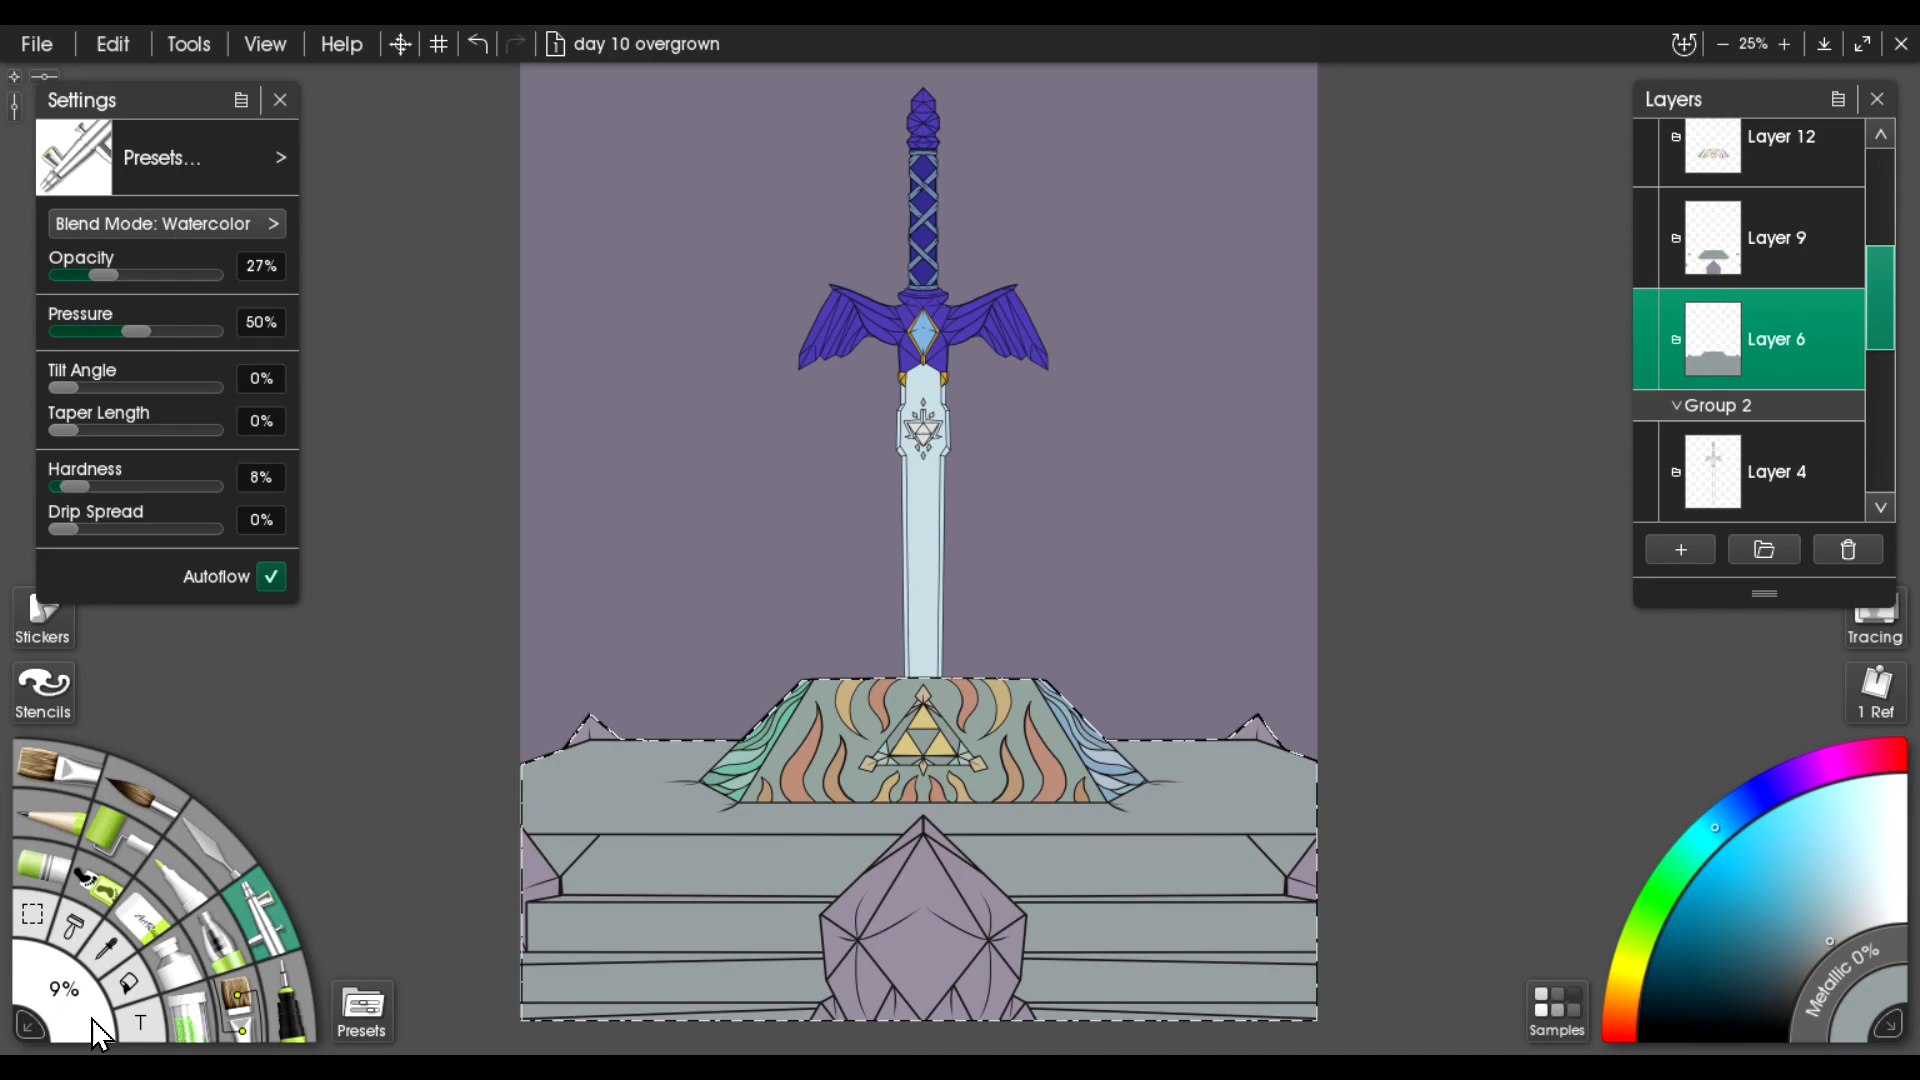 File Edit Tools View Help day 10 overgrown 25%
Settings
Presets...
Blend Mode: Watercolor
Opacity 27%
Pressure 50%
Tilt Angle 0%
Taper Length 0%
Hardness 8%
Drip Spread 0%
Autoflow
Stickers
Stencils
9%
T
Presets
Layers
Layer 12
Layer 9
Layer 6
Group 2
Layer 4
Tracing
1 Ref
Metallic 0%
Samples